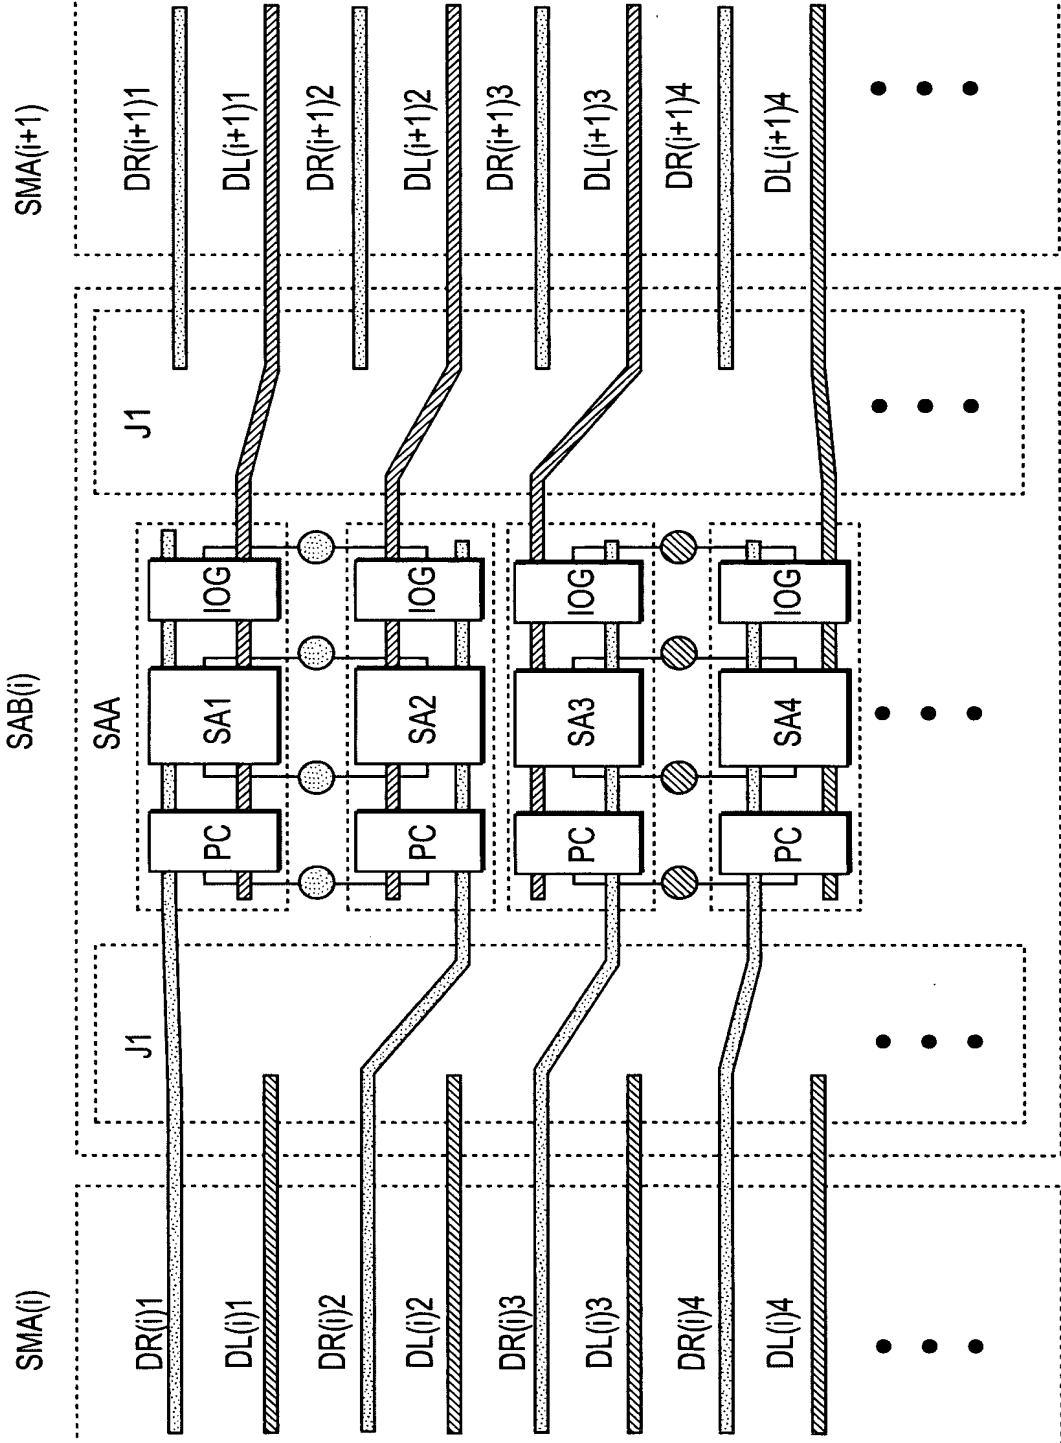 SMA(i)
SAB(i)
SMA(i+1)
DR(i)1
DL(i)1
DR(i)2
DL(i)2
DR(i)3
DL(i)3
DR(i)4
DL(i)4
J1
SAA
PC
SA1
IOG
PC
SA2
IOG
PC
SA3
IOG
PC
SA4
IOG
J1
DR(i+1)1
DL(i+1)1
DR(i+1)2
DL(i+1)2
DR(i+1)3
DL(i+1)3
DR(i+1)4
DL(i+1)4